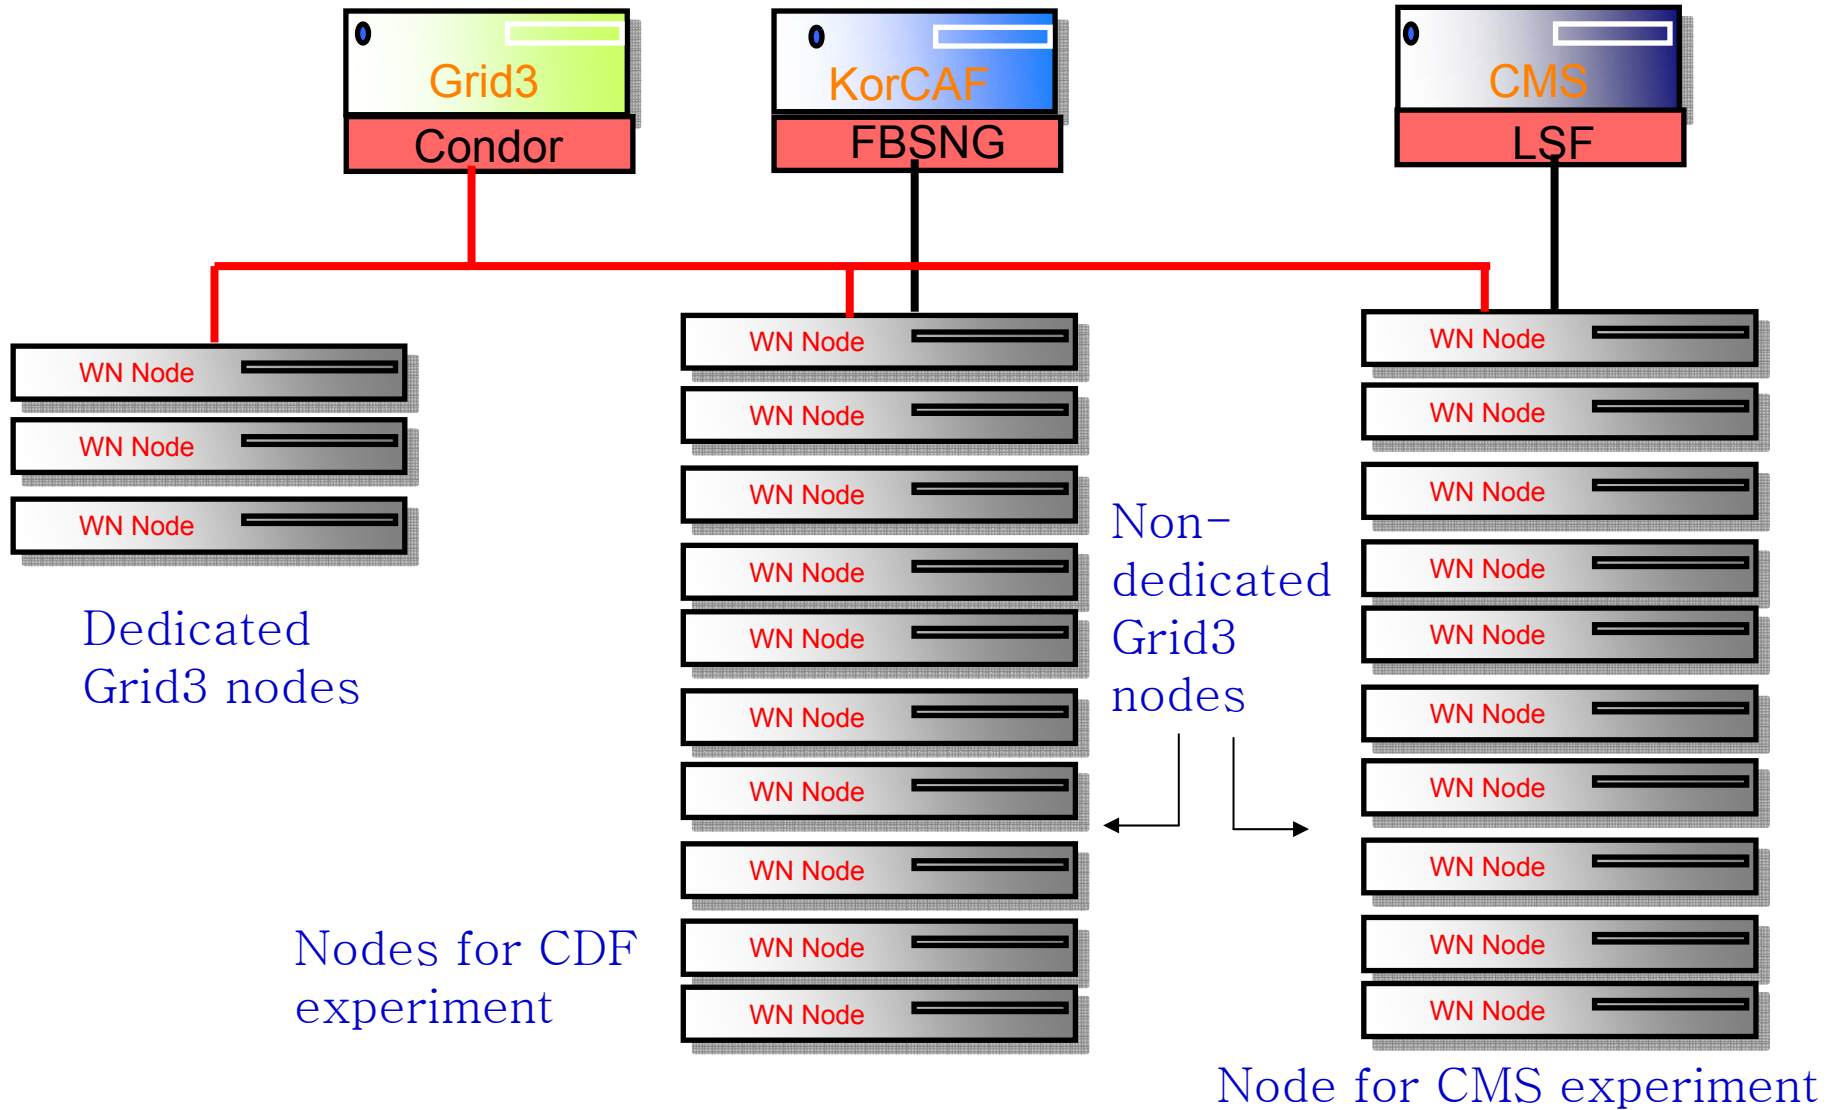 Grid3
Condor
KorCAF
FBSNG
CMS
LSF
WN Node
WN Node
WN Node
Dedicated
Grid3 nodes
WN Node
WN Node
WN Node
WN Node
WN Node
WN Node
WN Node
WN Node
WN Node
WN Node
Nodes for CDF
experiment
Non-
dedicated
Grid3
nodes
WN Node
WN Node
WN Node
WN Node
WN Node
WN Node
WN Node
WN Node
WN Node
WN Node
Node for CMS experiment